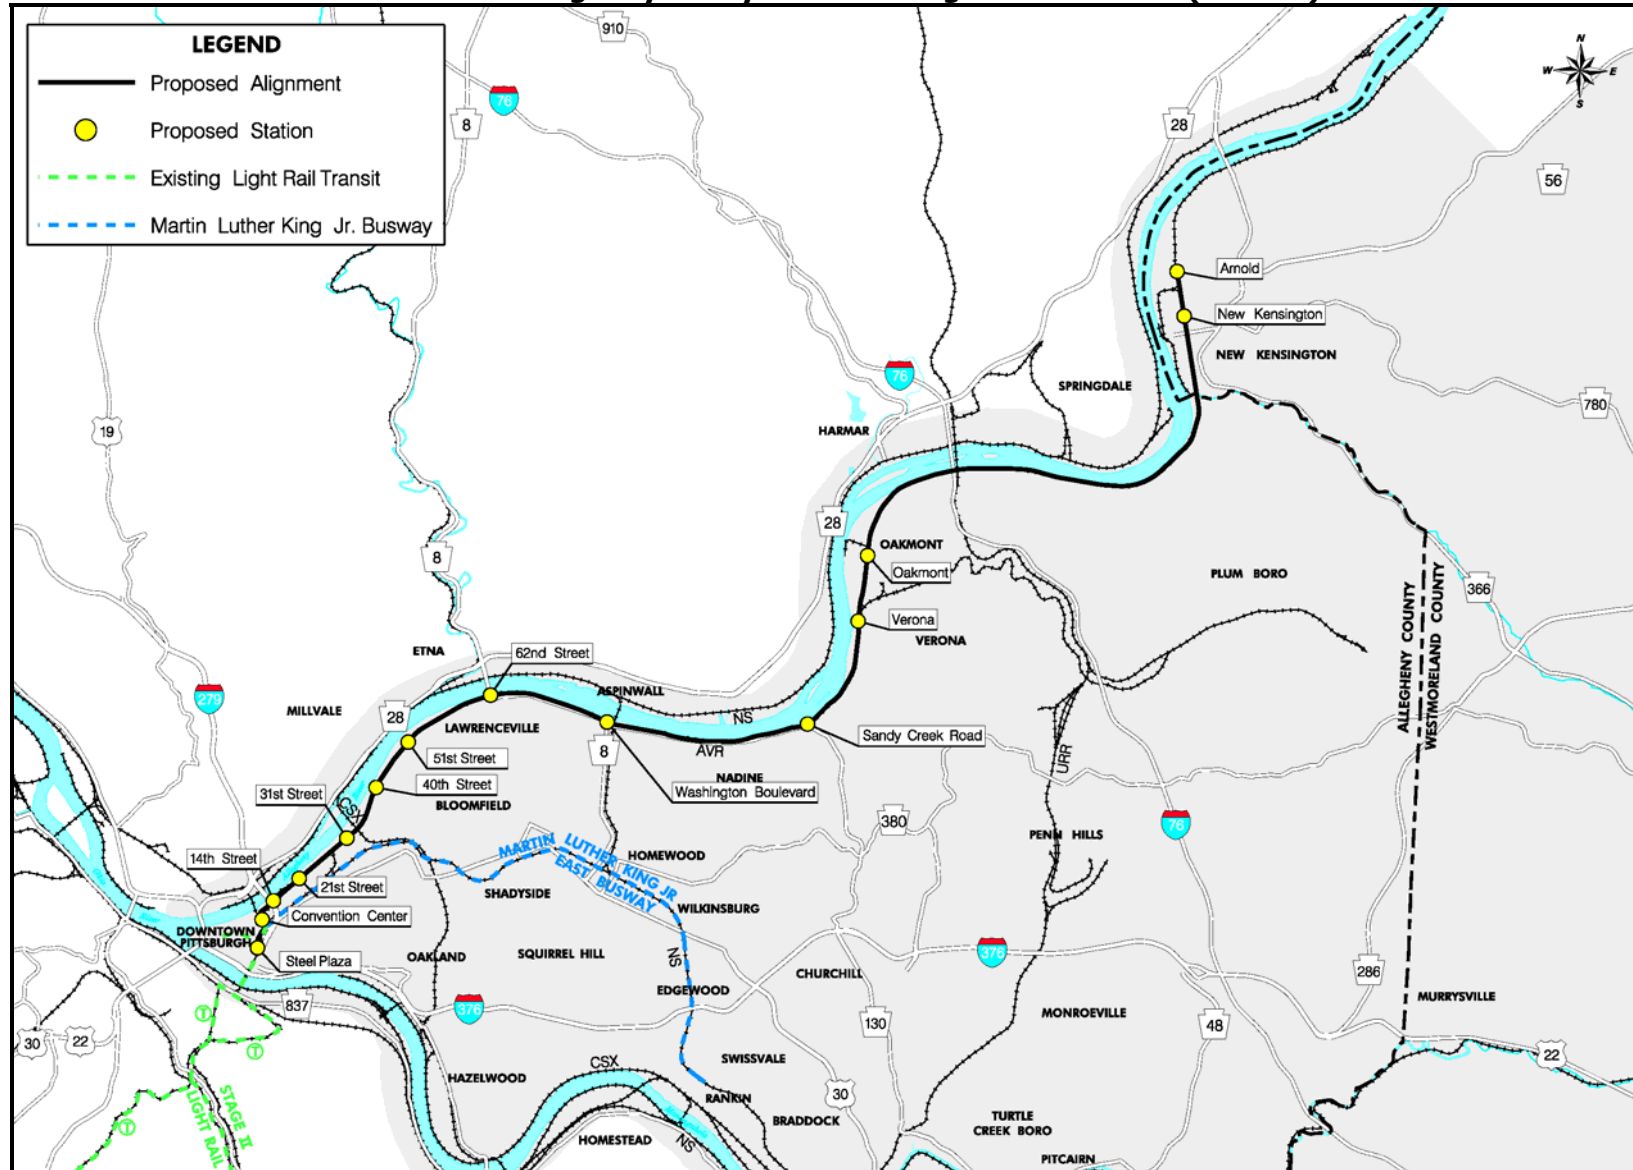 LEGEND
Proposed Alignment
Proposed Station
Existing Light Rail Transit
Martin Luther King Jr. Busway
910
76
8
28
N
W
E
S
56
Arnold
New Kensington
NEW KENSINGTON
76
SPRINGDALE
780
19
HARMAR
28
8
OAKMONT
Oakmont
PLUM BORO
366
ALLEGHENY COUNTY
WESTMORELAND COUNTY
Verona
VERONA
ETNA
62nd Street
279
MILLVALE
28
ASPINWALL
LAWRENCEVILLE
NS
AVR
Sandy Creek Road
8
51st Street
NADINE
Washington Boulevard
URR
31st Street
40th Street
BLOOMFIELD
CSX
380
76
PENN HILLS
MARTIN LUTHER KING JR
EAST BUSWAY
14th Street
HOMEWOOD
21st Street
SHADYSIDE
WILKINSBURG
Convention Center
DOWNTOWN
PITTSBURGH
Steel Plaza
OAKLAND
SQUIRREL HILL
NS
376
CHURCHILL
286
EDGEWOOD
MURRYSVILLE
837
376
T
MONROEVILLE
130
48
30
22
T
SWISSVALE
22
CSX
HAZELWOOD
STAGE II
LIGHT RAIL
RANKIN
30
BRADDOCK
T
TURTLE
CREEK BORO
HOMESTEAD
NS
PITCAIRN